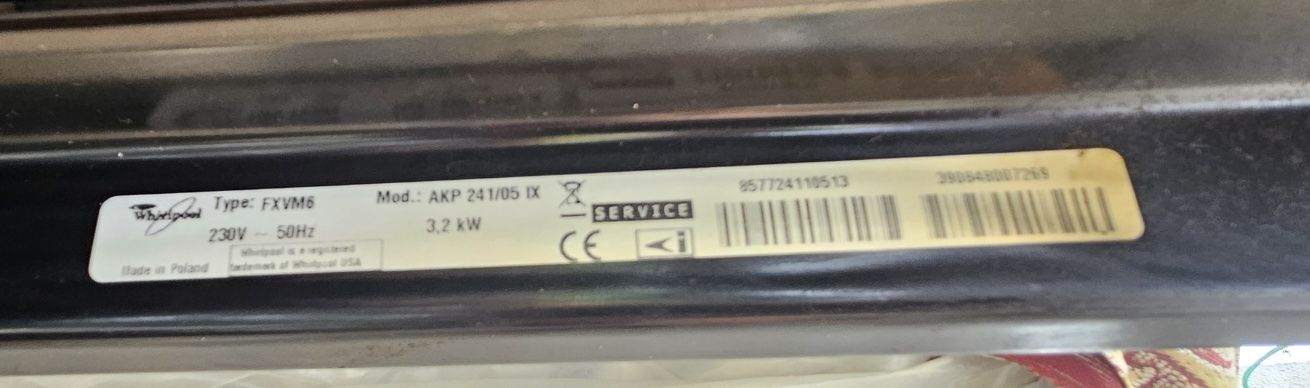 Whirlpool
Type: FXVM6
230V ~ 50Hz
Made in Poland
Whirlpool is a registered
trademark of Whirlpool USA
Mod.: AKP 241/05 IX
3,2 kW
SERVICE
CE
857724110513
390648007269